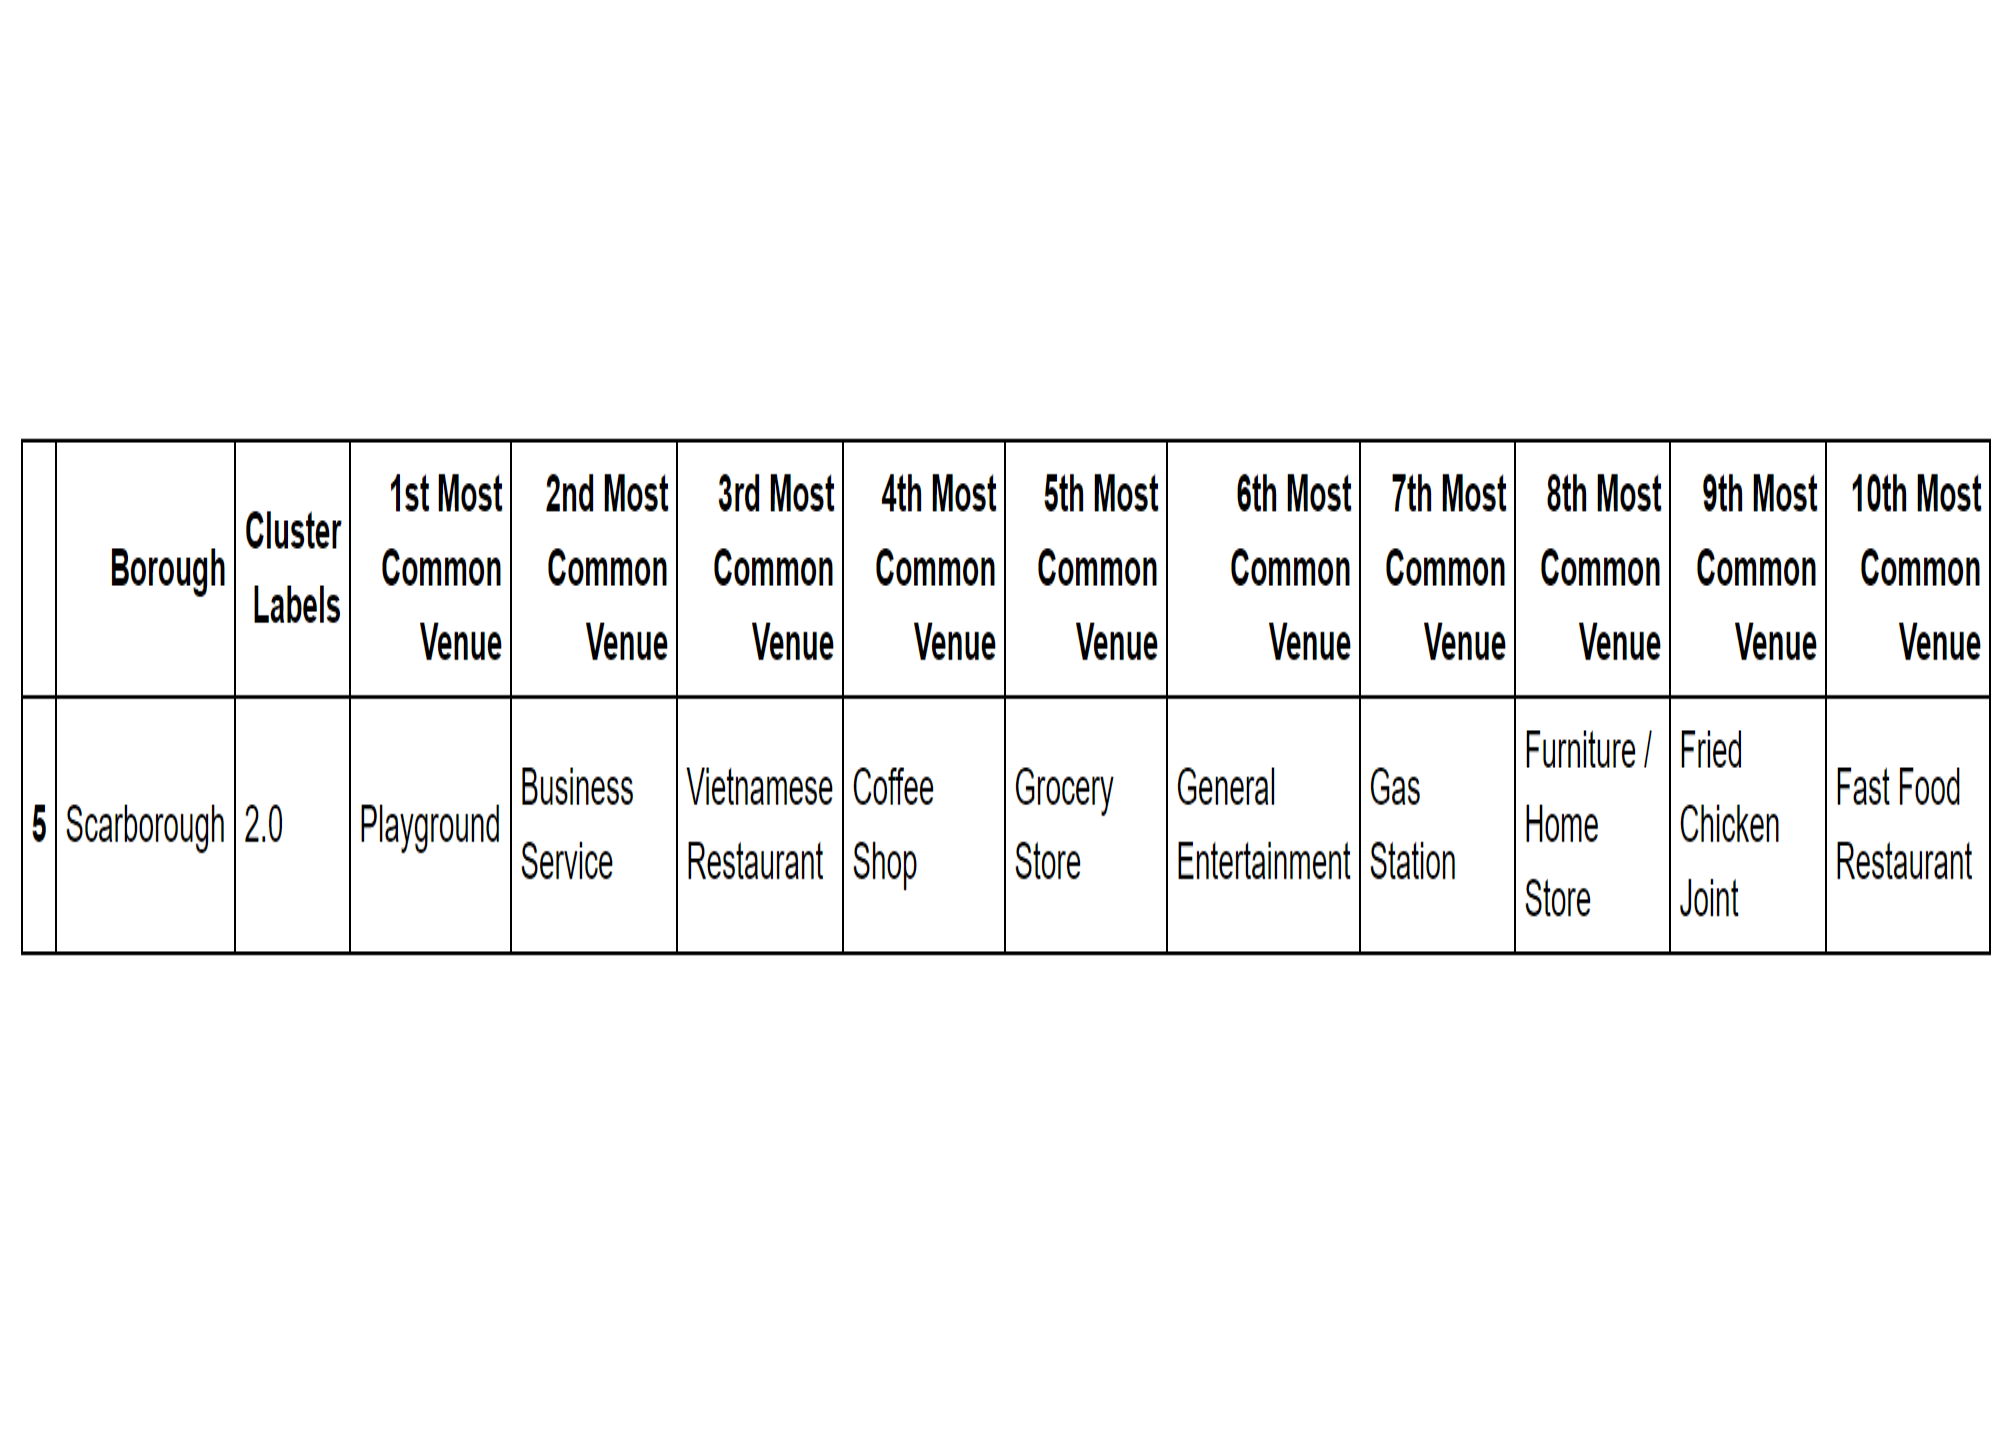 Borough
Cluster
Labels
1st Most
Common
Venue
2nd Most
Common
Venue
3rd Most
Common
Venue
4th Most
Common
Venue
5th Most
Common
Venue
6th Most
Common
Venue
7th Most
Common
Venue
8th Most
Common
Venue
9th Most
Common
Venue
10th Most
Common
Venue
5
Scarborough
2.0
Playground
Business
Service
Vietnamese
Restaurant
Coffee
Shop
Grocery
Store
General
Entertainment
Gas
Station
Furniture /
Home
Store
Fried
Chicken
Joint
Fast Food
Restaurant